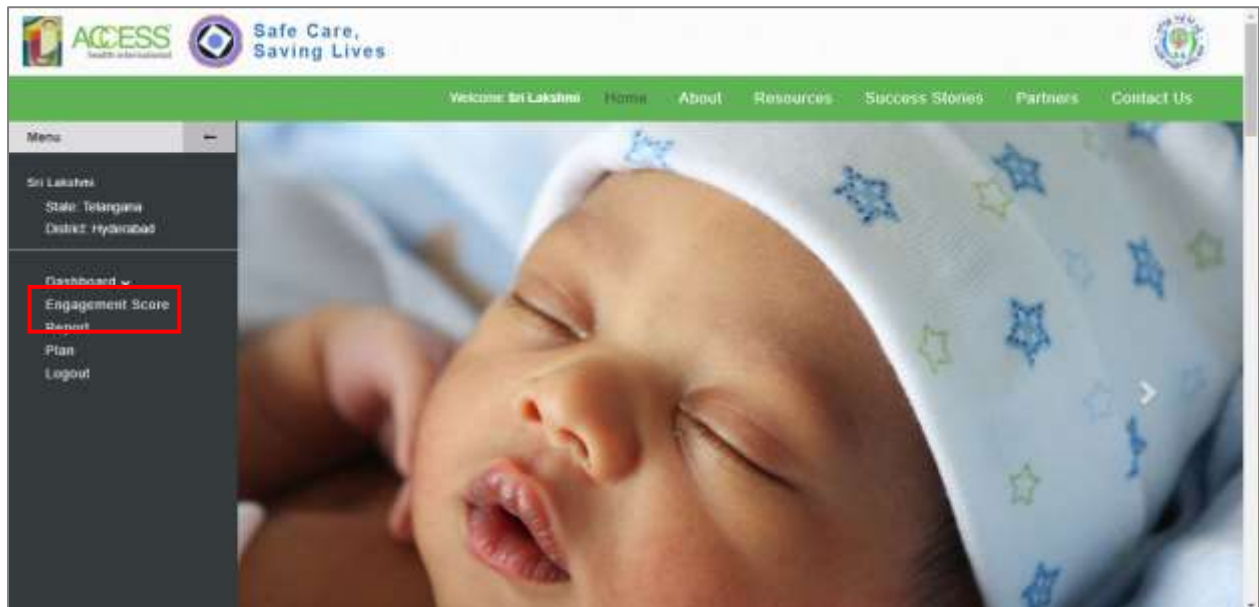 ACCESS
health international
Safe Care,
Saving Lives
Welcome Sri Lakshmi Home About Resources Success Stories Partners Contact Us
Menu
Sri Lakshmi
State: Telangana
District: Hyderabad
Dashboard
Engagement Score
Report
Plan
Logout